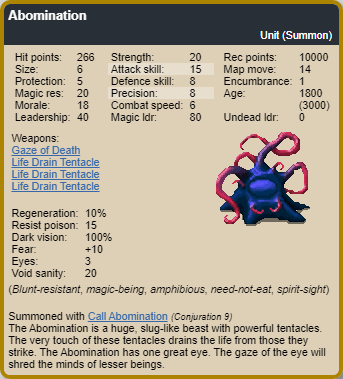 Abomination
Unit (Summon)
Hit points: 266 Strength: 20 Rec points: 10000
Size: 6 Attack skill: 15 Map move: 14
Protection: 5 Defence skill: 8 Encumbrance: 1
Magic res: 20 Precision: 8 Age: 1800
Morale: 18 Combat speed: 6 (3000)
Leadership: 40 Magic ldr: 80 Undead ldr: 0
Weapons:
Gaze of Death
Life Drain Tentacle
Life Drain Tentacle
Life Drain Tentacle
Regeneration: 10%
Resist poison: 15
Dark vision: 100%
Fear: +10
Eyes: 3
Void sanity: 20
(Blunt-resistant, magic-being, amphibious, need-not-eat, spirit-sight)
Summoned with Call Abomination (Conjuration 9)
The Abomination is a huge, slug-like beast with powerful tentacles.
The very touch of these tentacles drains the life from those they
strike. The Abomination has one great eye. The gaze of the eye will
shred the minds of lesser beings.